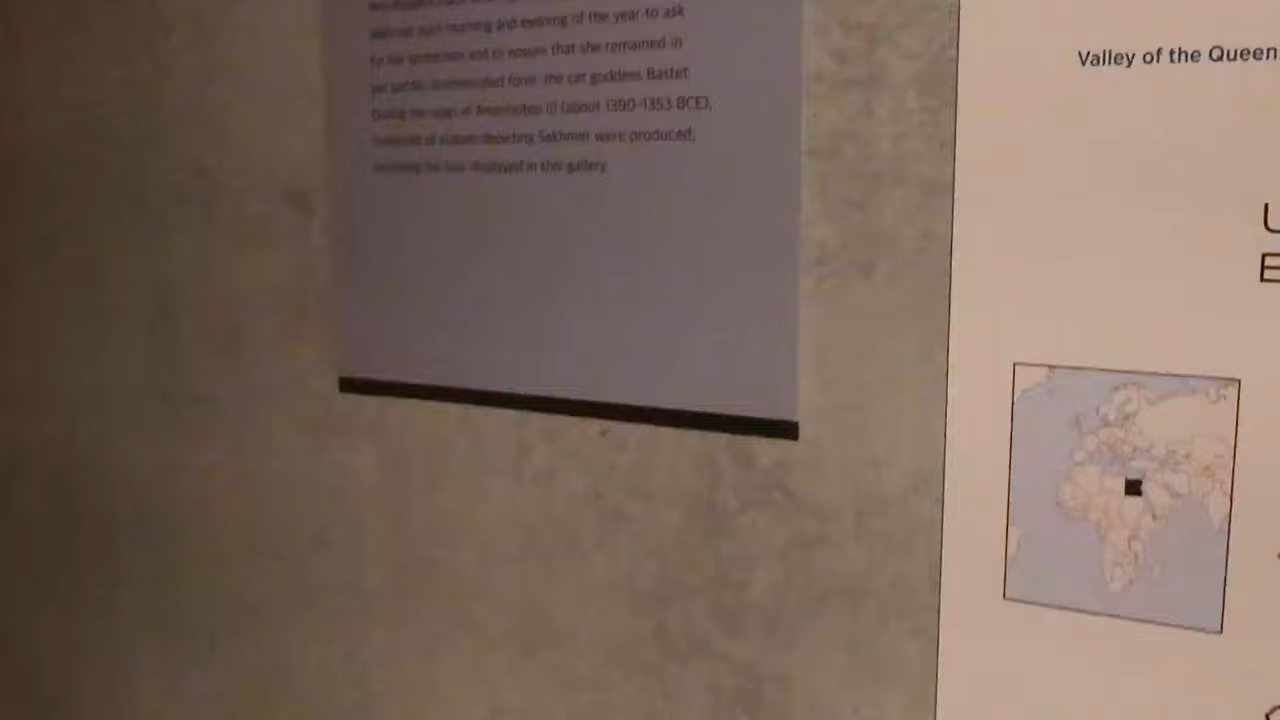 each morning and evening of the year to ask
for her protection and to ensure that she remained in
her gentle, domesticated form, the cat goddess Bastet.
During the reign of Amenhotep III (about 1390–1353 BCE),
hundreds of statues depicting Sakhmet were produced,
including the four displayed in this gallery.
Valley of the Queen
U
E